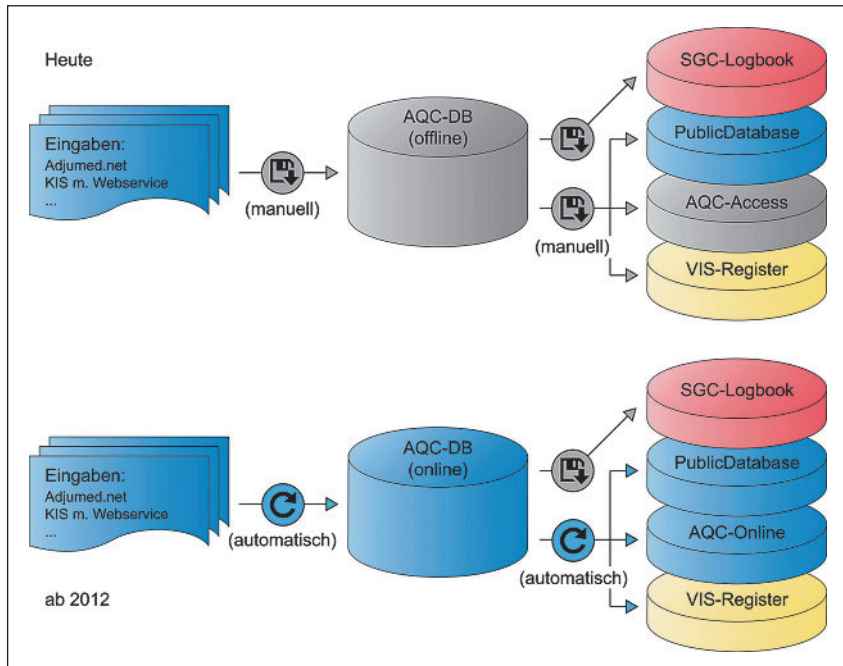 Heute
Eingaben:
Adjumed.net
KIS m. Webservice
...
(manuell)
AQC-DB
(offline)
(manuell)
SGC-Logbook
PublicDatabase
AQC-Access
VIS-Register
Eingaben:
Adjumed.net
KIS m. Webservice
...
(automatisch)
AQC-DB
(online)
(automatisch)
SGC-Logbook
PublicDatabase
AQC-Online
VIS-Register
ab 2012